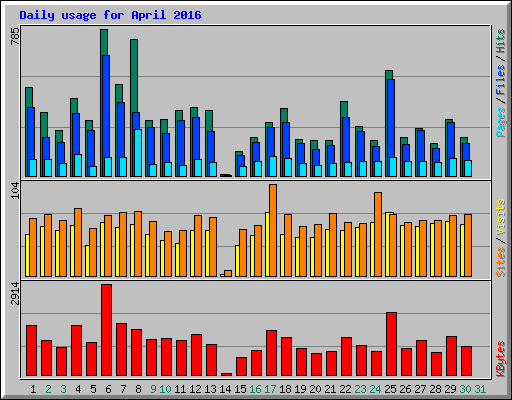 Daily usage for April 2016
785
Pages / Files / Hits
104
Sites / Visits
2914
KBytes
1 2 3 4 5 6 7 8 9 10 11 12 13 14 15 16 17 18 19 20 21 22 23 24 25 26 27 28 29 30 31